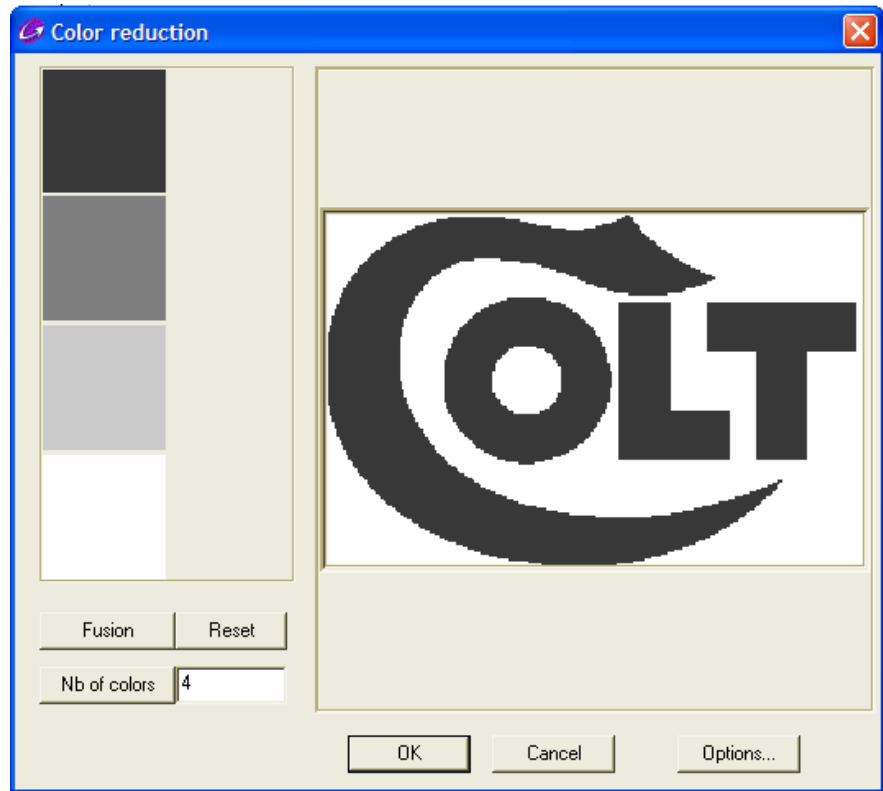 Color reduction
COLT
Fusion Reset
Nb of colors 4
OK Cancel Options...